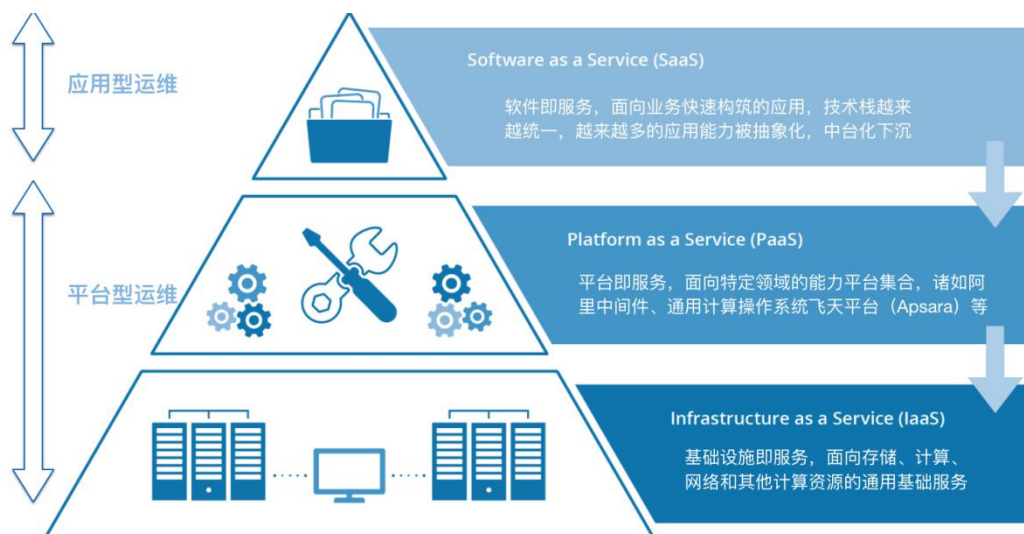 应用型运维
Software as a Service (SaaS)
软件即服务，面向业务快速构筑的应用，技术栈越来
越统一，越来越多的应用能力被抽象化，中台化下沉
平台型运维
Platform as a Service (PaaS)
平台即服务，面向特定领域的能力平台集合，诸如阿
里中间件、通用计算操作系统飞天平台（Apsara）等
Infrastructure as a Service (IaaS)
基础设施即服务，面向存储、计算、
网络和其他计算资源的通用基础服务